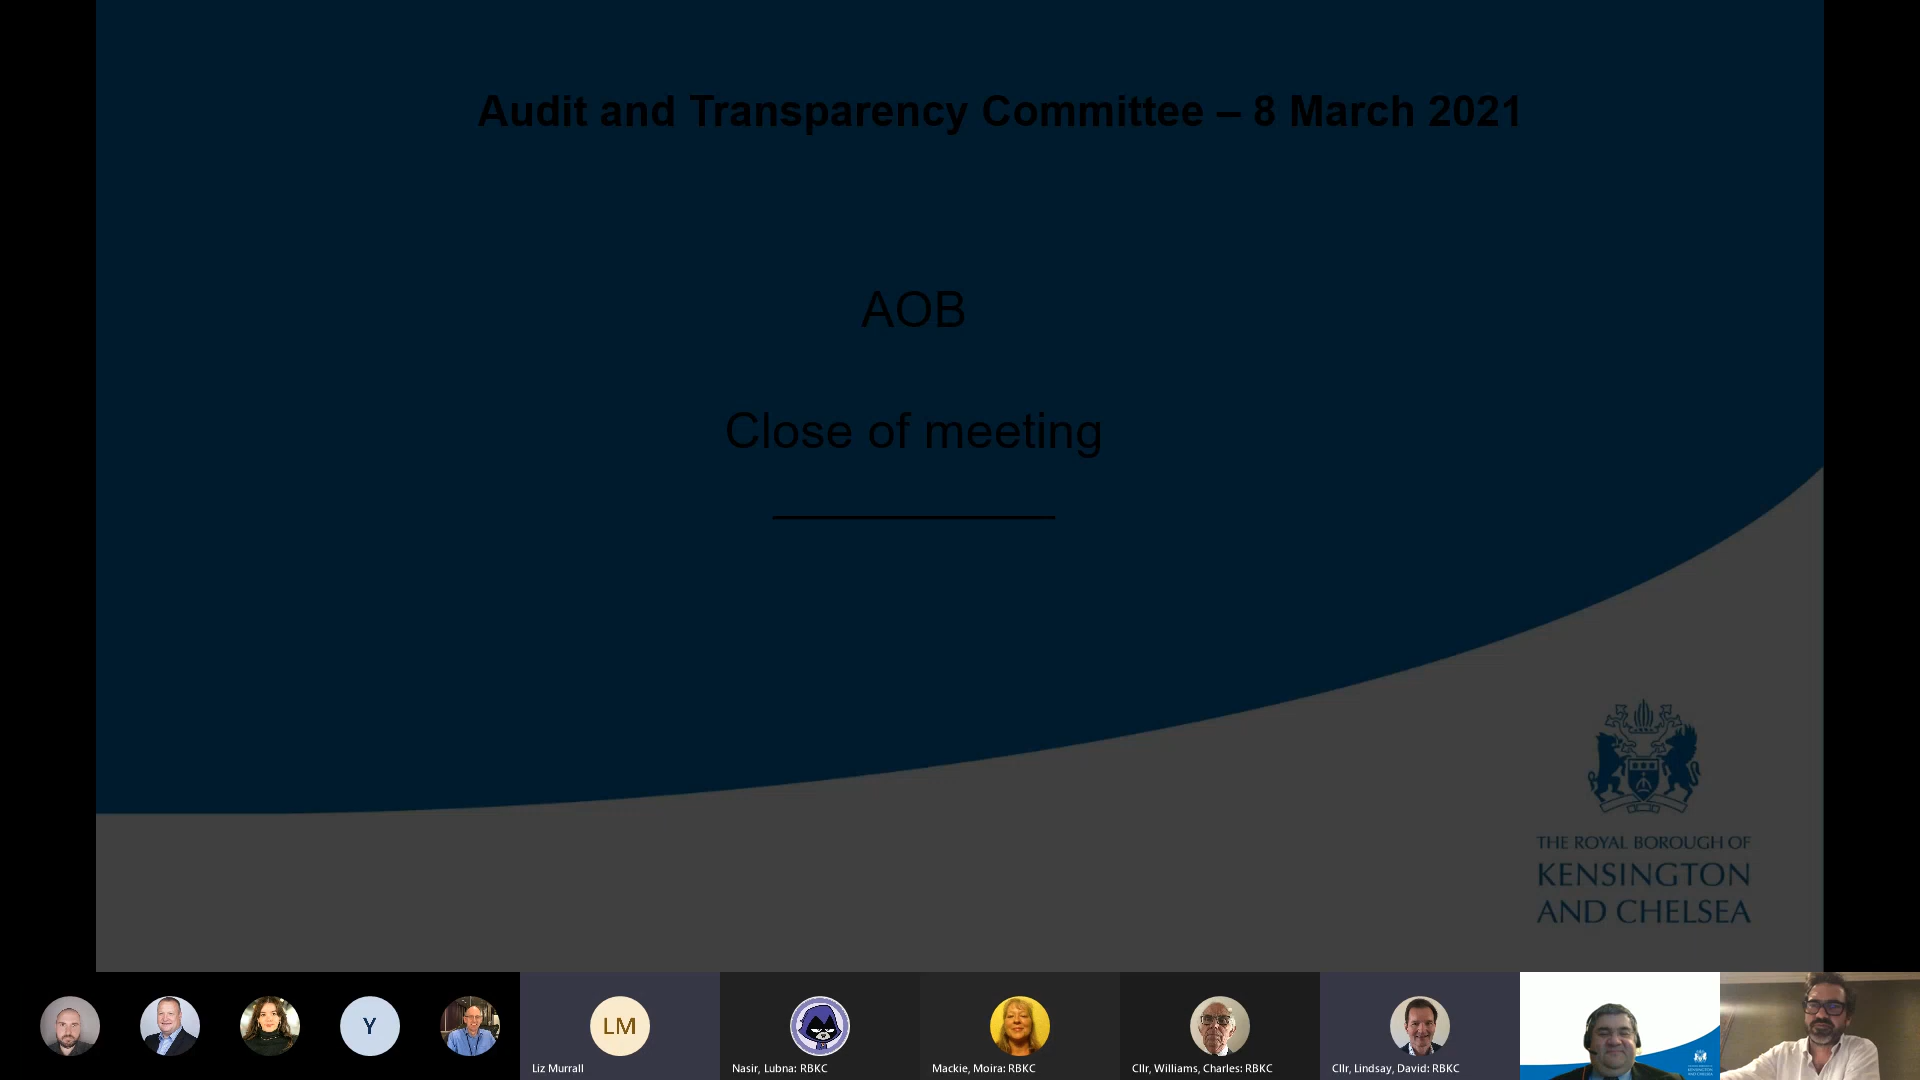 Audit and Transparency Committee – 8 March 2021
AOB
Close of meeting
THE ROYAL BOROUGH OF
KENSINGTON
AND CHELSEA
Y
LM
Liz Murrall
Nasir, Lubna: RBKC
Mackie, Moira: RBKC
Cllr, Williams, Charles: RBKC
Cllr, Lindsay, David: RBKC